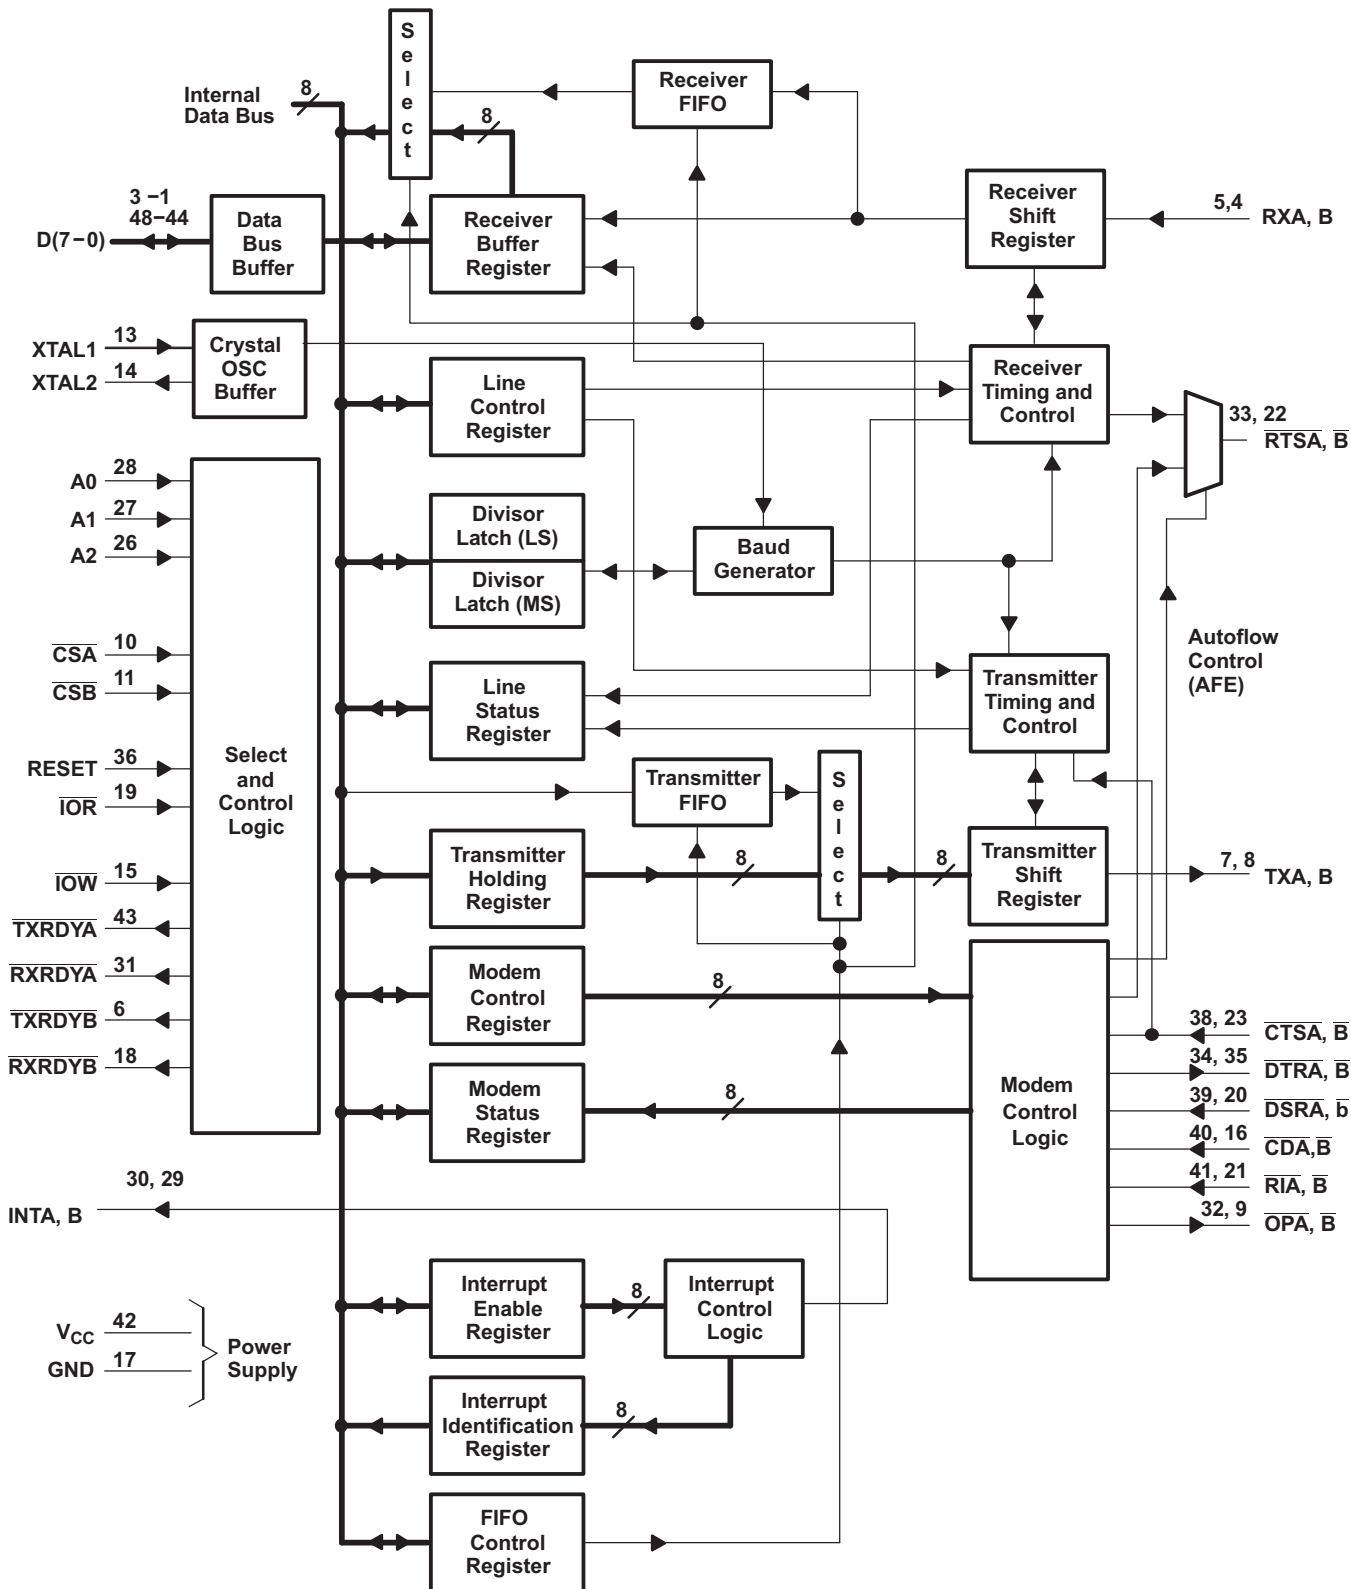 S
e
l
e
c
t
8
Internal
Data Bus
8
Receiver
FIFO
3 −1
48−44
D(7−0)
Data
Bus
Buffer
Receiver
Buffer
Register
Receiver
Shift
Register
5,4
RXA, B
XTAL1
13
XTAL2
14
Crystal
OSC
Buffer
Line
Control
Register
Receiver
Timing and
Control
33, 22
RTSA, B
A0
28
A1
27
A2
26
Divisor
Latch (LS)
Divisor
Latch (MS)
Baud
Generator
Autoflow
Control
(AFE)
CSA
10
CSB
11
Line
Status
Register
Transmitter
Timing and
Control
RESET
36
IOR
19
Select
and
Control
Logic
Transmitter
FIFO
S
e
l
e
c
t
IOW
15
Transmitter
Holding
Register
8
8
Transmitter
Shift
Register
7, 8
TXA, B
TXRDYA
43
RXRDYA
31
TXRDYB
6
RXRDYB
18
Modem
Control
Register
8
Modem
Status
Register
8
Modem
Control
Logic
38, 23
CTSA, B
34, 35
DTRA, B
39, 20
DSRA, b
40, 16
CDA,B
41, 21
RIA, B
32, 9
OPA, B
30, 29
INTA, B
Interrupt
Enable
Register
8
Interrupt
Control
Logic
VCC
42
GND
17
Power
Supply
Interrupt
Identification
Register
8
FIFO
Control
Register